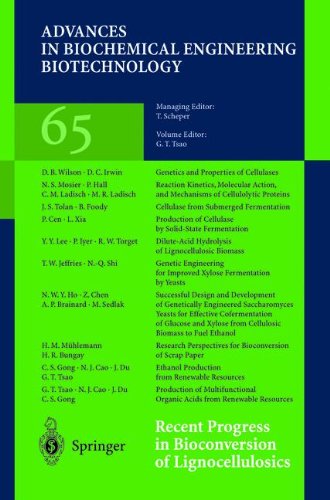 ADVANCES
IN BIOCHEMICAL ENGINEERING
BIOTECHNOLOGY
65
Managing Editor:
T. Scheper
Volume Editor:
G. T. Tsao
D. B. Wilson · D. C. Irwin Genetics and Properties of Cellulases
N. S. Mosier · P. Hall Reaction Kinetics, Molecular Action,
C. M. Ladisch · M. R. Ladisch and Mechanisms of Cellulolytic Proteins
J. S. Tolan · B. Foody Cellulase from Submerged Fermentation
P. Cen · L. Xia Production of Cellulase
by Solid-State Fermentation
Y. Y. Lee · P. Iyer · R. W. Torget Dilute-Acid Hydrolysis
of Lignocellulosic Biomass
T. W. Jeffries · N.-Q. Shi Genetic Engineering
for Improved Xylose Fermentation
by Yeasts
N. W. Y. Ho · Z. Chen Successful Design and Development
A. P. Brainard · M. Sedlak of Genetically Engineered Saccharomyces
Yeasts for Effective Cofermentation
of Glucose and Xylose from Cellulosic
Biomass to Fuel Ethanol
H. M. Mühlemann Research Perspectives for Bioconversion
H. R. Bungay of Scrap Paper
C. S. Gong · N. J. Cao · J. Du Ethanol Production
G. T. Tsao from Renewable Resources
G. T. Tsao · N. J. Cao · J. Du Production of Multifunctional
C. S. Gong Organic Acids from Renewable Resources
Springer
Recent Progress
in Bioconversion
of Lignocellulosics